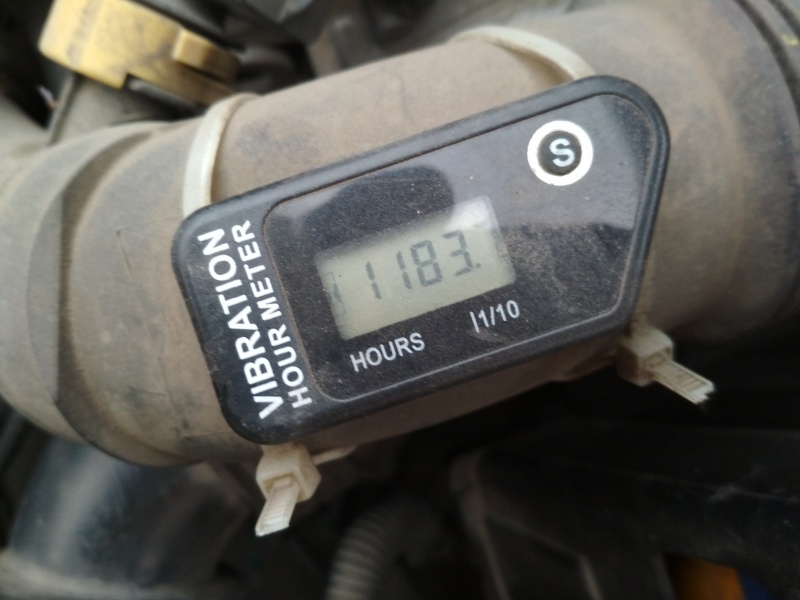 VIBRATION
HOUR METER
S
1183.
HOURS
1/10